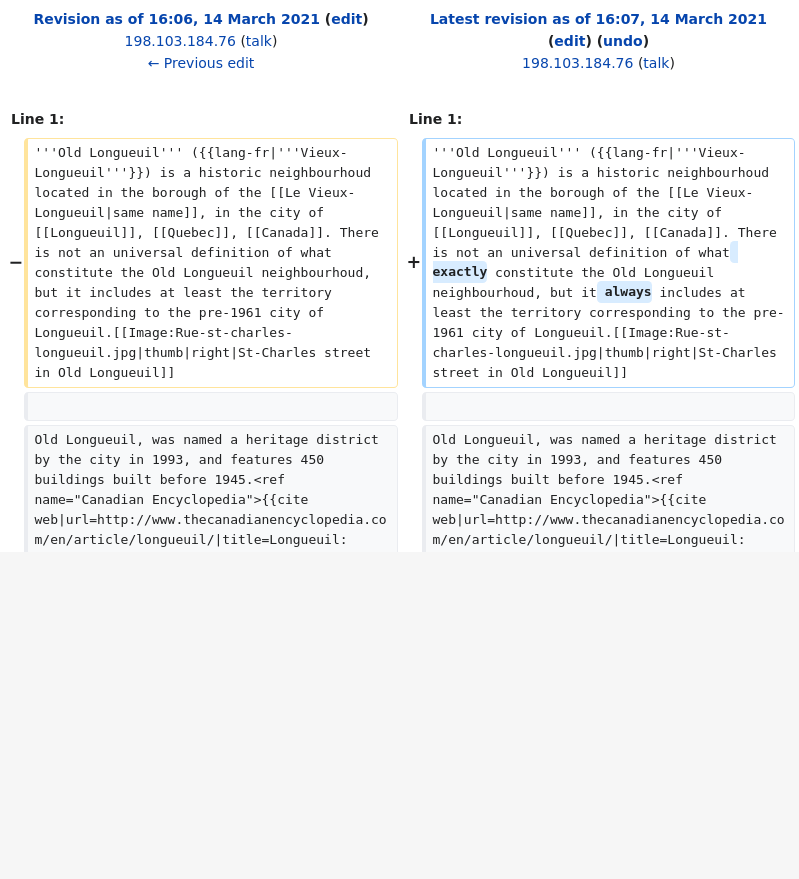 Revision as of 16:06, 14 March 2021 (edit)
198.103.184.76 (talk)
← Previous edit
Latest revision as of 16:07, 14 March 2021
(edit) (undo)
198.103.184.76 (talk)
Line 1:
Line 1:
−
'''Old Longueuil''' ({{lang-fr|'''Vieux-
Longueuil'''}}) is a historic neighbourhood
located in the borough of the [[Le Vieux-
Longueuil|same name]], in the city of
[[Longueuil]], [[Quebec]], [[Canada]]. There
is not an universal definition of what
constitute the Old Longueuil neighbourhoud,
but it includes at least the territory
corresponding to the pre-1961 city of
Longueuil.[[Image:Rue-st-charles-
longueuil.jpg|thumb|right|St-Charles street
in Old Longueuil]]
+
'''Old Longueuil''' ({{lang-fr|'''Vieux-
Longueuil'''}}) is a historic neighbourhood
located in the borough of the [[Le Vieux-
Longueuil|same name]], in the city of
[[Longueuil]], [[Quebec]], [[Canada]]. There
is not an universal definition of what
exactly constitute the Old Longueuil
neighbourhoud, but it always includes at
least the territory corresponding to the pre-
1961 city of Longueuil.[[Image:Rue-st-
charles-longueuil.jpg|thumb|right|St-Charles
street in Old Longueuil]]
Old Longueuil, was named a heritage district
by the city in 1993, and features 450
buildings built before 1945.<ref
name="Canadian Encyclopedia">{{cite
web|url=http://www.thecanadianencyclopedia.co
m/en/article/longueuil/|title=Longueuil:
Old Longueuil, was named a heritage district
by the city in 1993, and features 450
buildings built before 1945.<ref
name="Canadian Encyclopedia">{{cite
web|url=http://www.thecanadianencyclopedia.co
m/en/article/longueuil/|title=Longueuil: